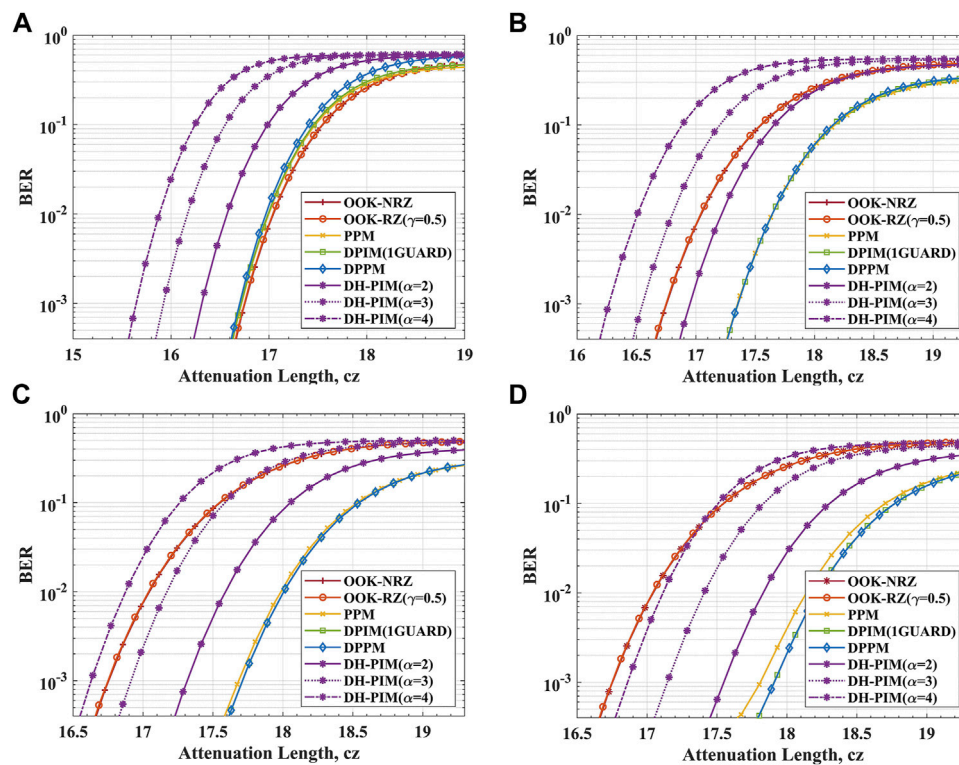 A
10⁰
10⁻¹
10⁻²
10⁻³
BER
15
16
17
18
19
Attenuation Length, cz
OOK-NRZ
OOK-RZ(γ=0.5)
PPM
DPIM(1GUARD)
DPPM
DH-PIM(α=2)
DH-PIM(α=3)
DH-PIM(α=4)
B
10⁰
10⁻¹
10⁻²
10⁻³
BER
16
16.5
17
17.5
18
18.5
19
Attenuation Length, cz
OOK-NRZ
OOK-RZ(γ=0.5)
PPM
DPIM(1GUARD)
DPPM
DH-PIM(α=2)
DH-PIM(α=3)
DH-PIM(α=4)
C
10⁰
10⁻¹
10⁻²
10⁻³
BER
16.5
17
17.5
18
18.5
19
Attenuation Length, cz
OOK-NRZ
OOK-RZ(γ=0.5)
PPM
DPIM(1GUARD)
DPPM
DH-PIM(α=2)
DH-PIM(α=3)
DH-PIM(α=4)
D
10⁰
10⁻¹
10⁻²
10⁻³
BER
16.5
17
17.5
18
18.5
19
Attenuation Length, cz
OOK-NRZ
OOK-RZ(γ=0.5)
PPM
DPIM(1GUARD)
DPPM
DH-PIM(α=2)
DH-PIM(α=3)
DH-PIM(α=4)